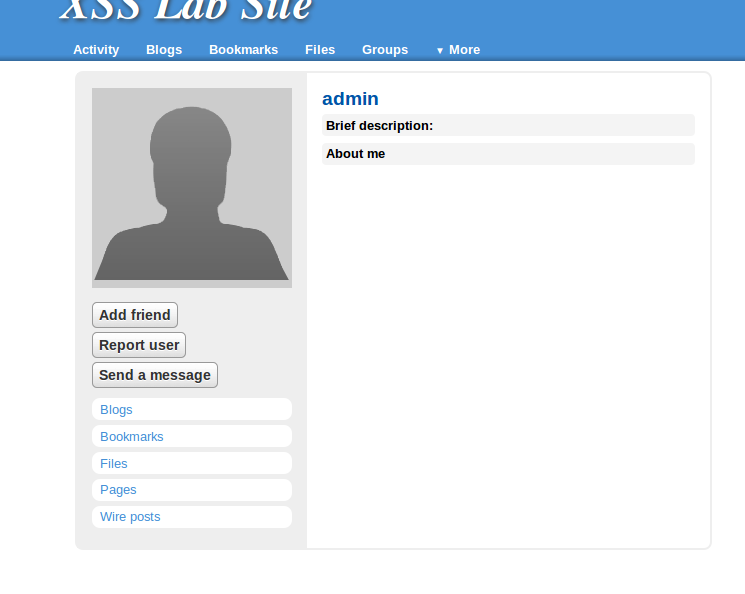 XSS Lab Site
Activity Blogs Bookmarks Files Groups ▼ More
admin
Brief description:
About me
Add friend
Report user
Send a message
Blogs
Bookmarks
Files
Pages
Wire posts